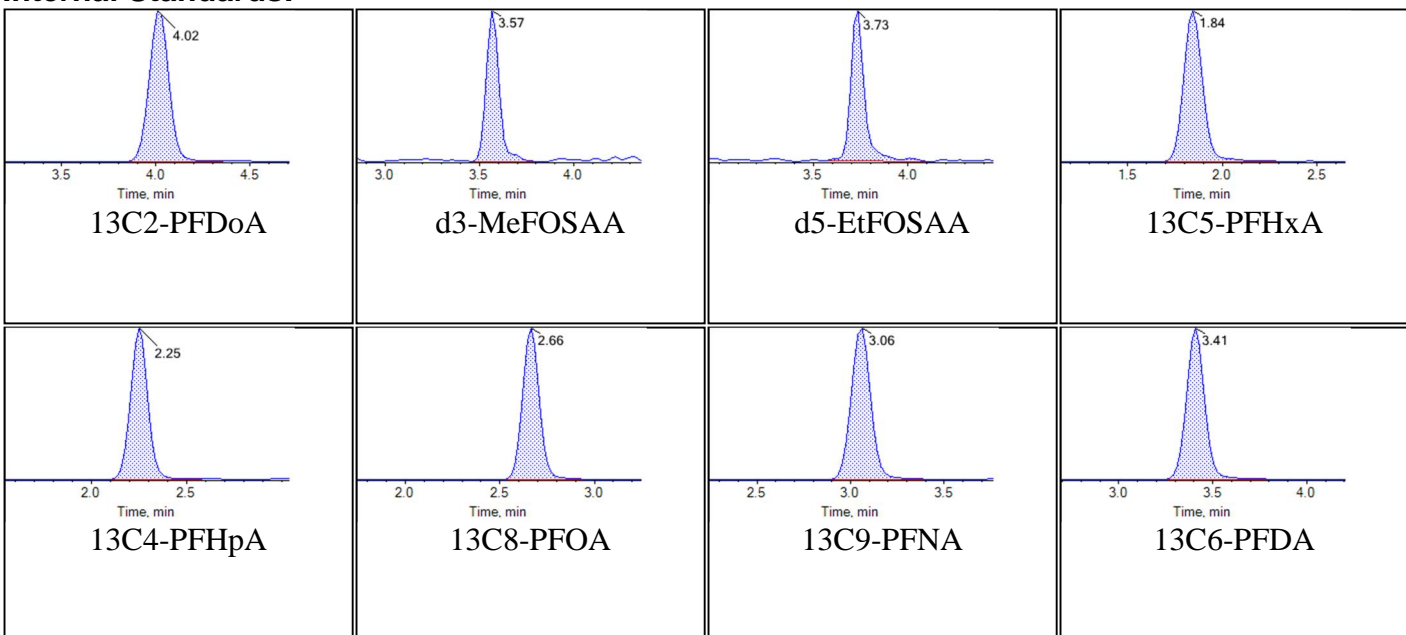 Internal Standards:
4.02
3.5 4.0 4.5
Time, min
13C2-PFDoA
3.57
3.0 3.5 4.0
Time, min
d3-MeFOSAA
3.73
3.5 4.0
Time, min
d5-EtFOSAA
1.84
1.5 2.0 2.5
Time, min
13C5-PFHxA
2.25
2.0 2.5
Time, min
13C4-PFHpA
2.66
2.0 2.5 3.0
Time, min
13C8-PFOA
3.06
2.5 3.0 3.5
Time, min
13C9-PFNA
3.41
3.0 3.5 4.0
Time, min
13C6-PFDA